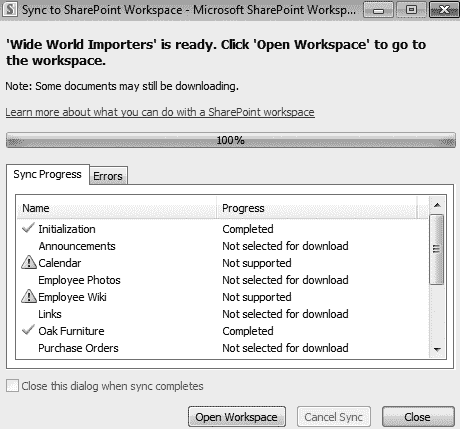 Sync to SharePoint Workspace - Microsoft SharePoint Worksp...
'Wide World Importers' is ready. Click 'Open Workspace' to go
to the workspace.
Note: Some documents may still be downloading.
Learn more about what you can do with a SharePoint workspace
100%
Sync Progress Errors
Name Progress
Initialization Completed
Announcements Not selected for download
Calendar Not supported
Employee Photos Not selected for download
Employee Wiki Not supported
Links Not selected for download
Oak Furniture Completed
Purchase Orders Not selected for download
Close this dialog when sync completes
Open Workspace Cancel Sync Close